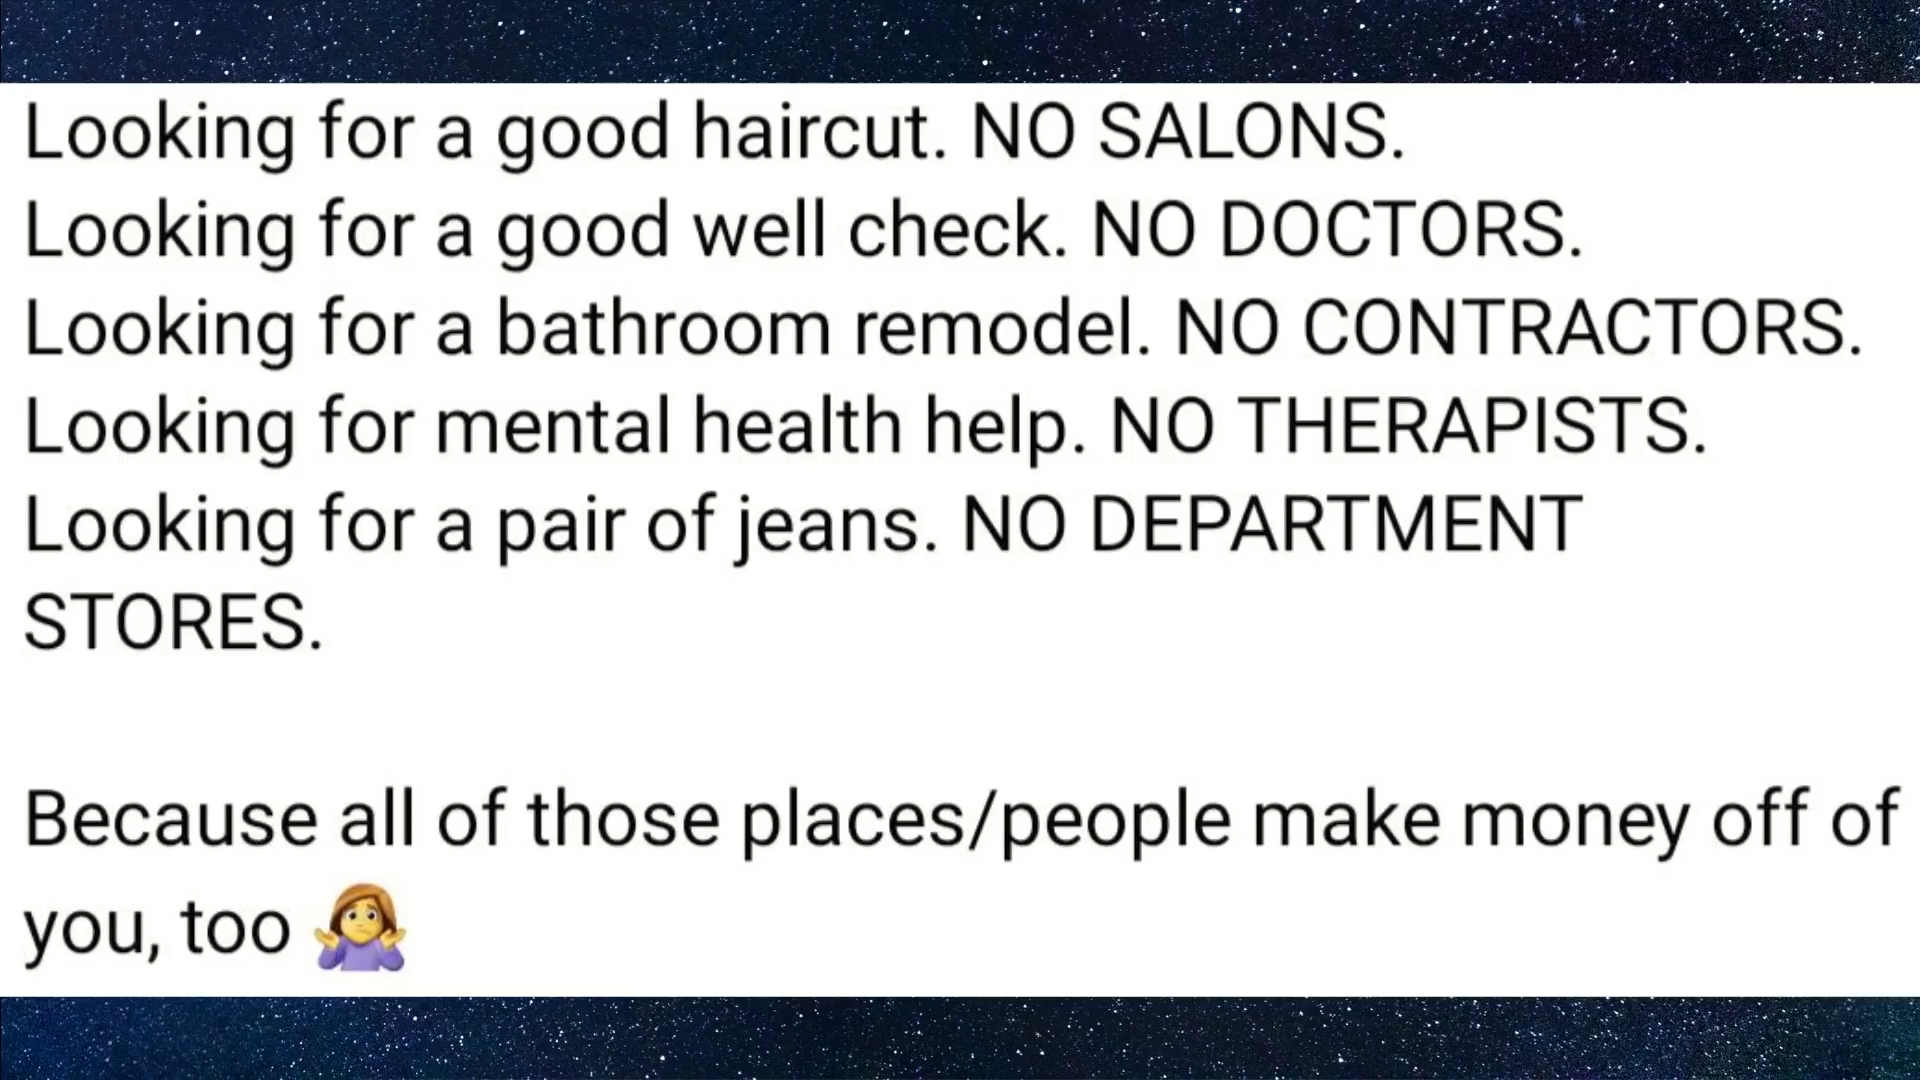 Looking for a good haircut. NO SALONS.
Looking for a good well check. NO DOCTORS.
Looking for a bathroom remodel. NO CONTRACTORS.
Looking for mental health help. NO THERAPISTS.
Looking for a pair of jeans. NO DEPARTMENT
STORES.
Because all of those places/people make money off of
you, too 🤷‍♀️